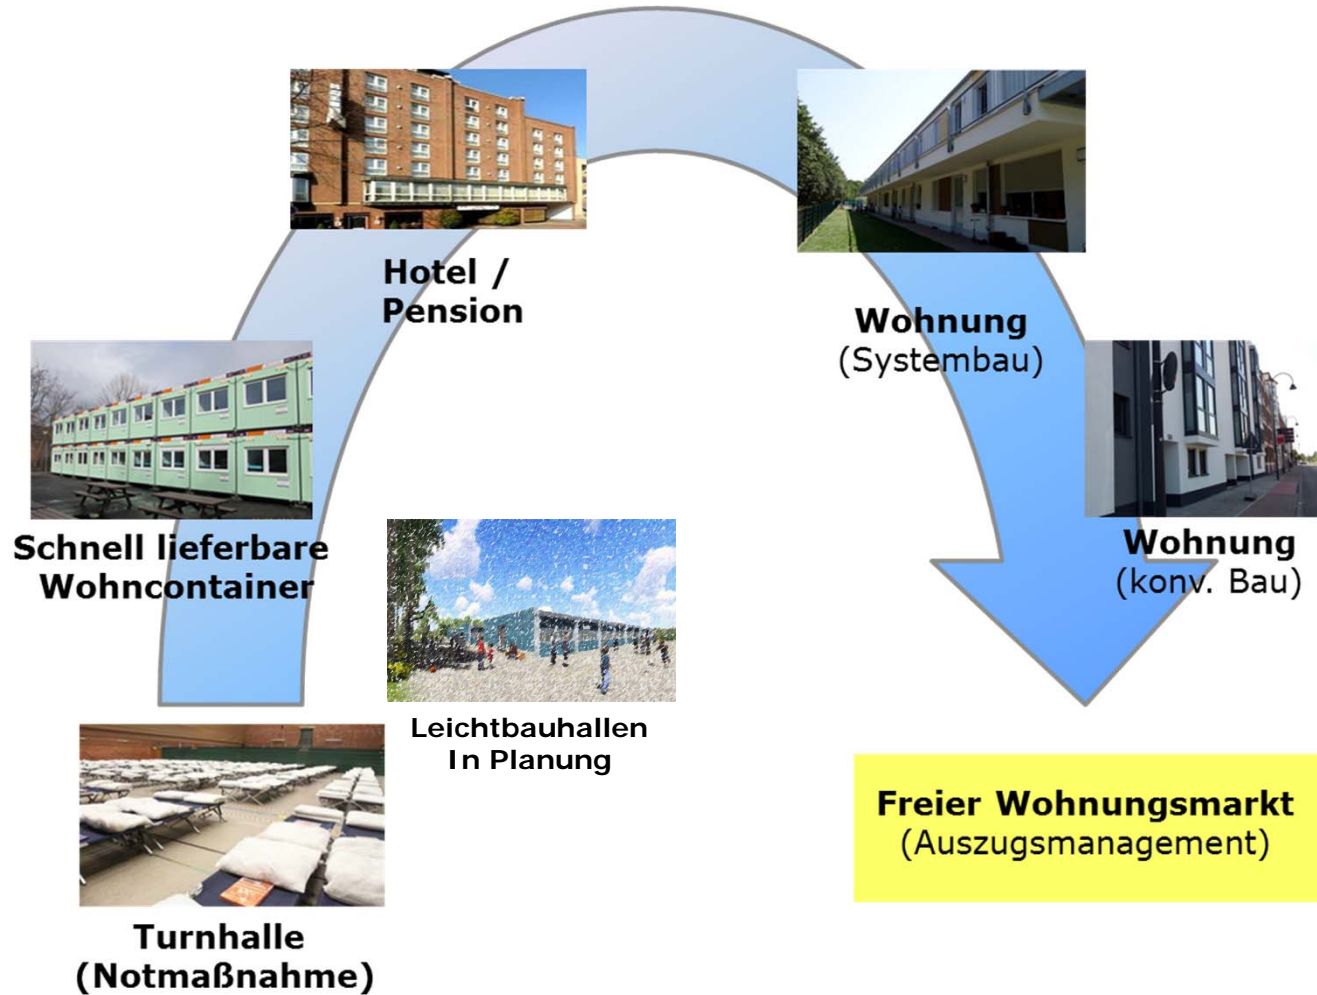 Hotel /
Pension
Wohnung
(Systembau)
Schnell lieferbare
Wohncontainer
Wohnung
(konv. Bau)
Leichtbauhallen
In Planung
Freier Wohnungsmarkt
(Auszugsmanagement)
Turnhalle
(Notmaßnahme)